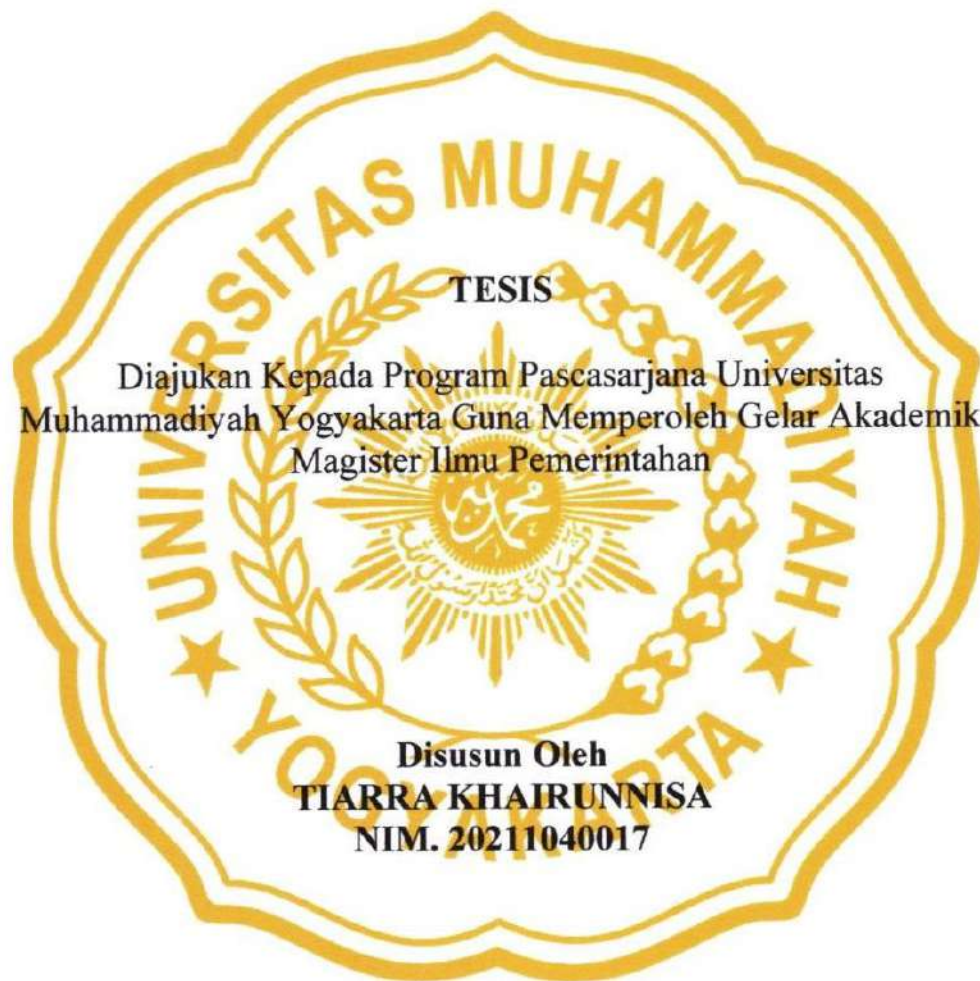 UNIVERSITAS MUHAMMADIYAH
TESIS
Diajukan Kepada Program Pascasarjana Universitas
Muhammadiyah Yogyakarta Guna Memperoleh Gelar Akademik
Magister Ilmu Pemerintahan
محمد
Disusun Oleh
TIARRA KHAIRUNNISA
NIM. 20211040017
★ YOGYAKARTA ★